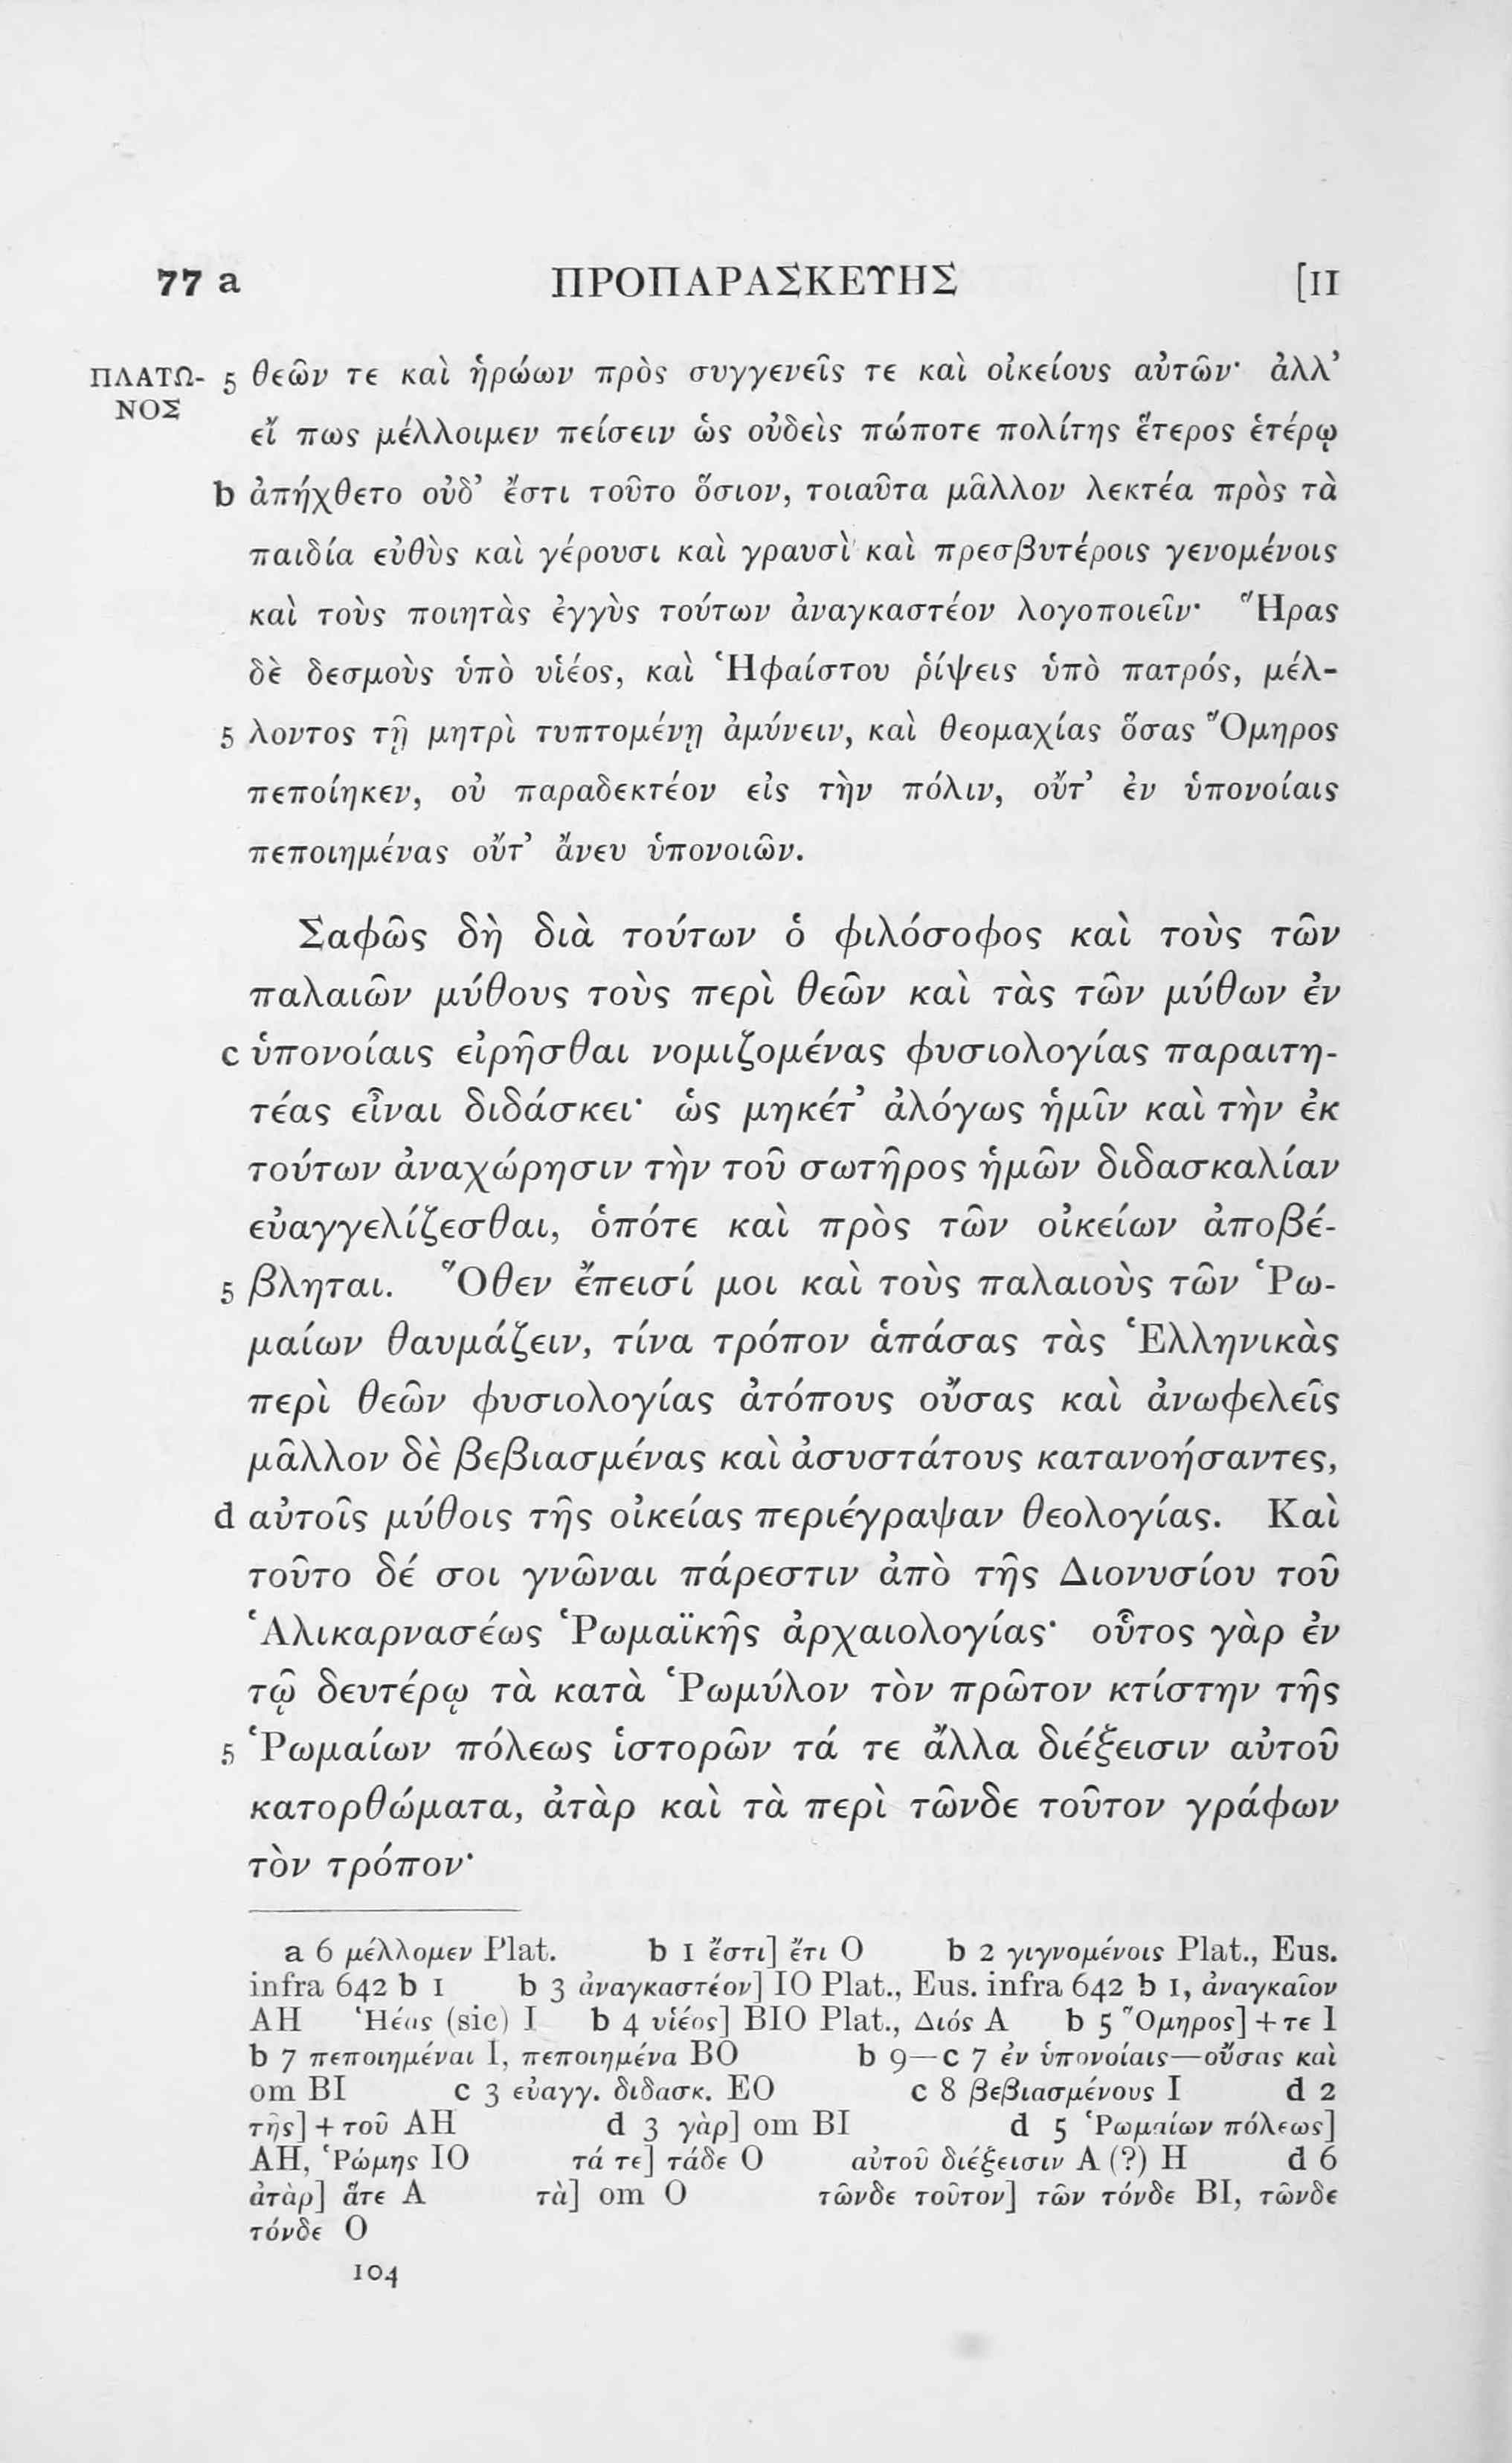 77 a ΠΡΟΠΑΡΑΣΚΕΥΗΣ [II
ΠΛΑΤΩ- 5 θεῶν τε καὶ ἡρώων πρὸς συγγενεῖς τε καὶ οἰκείους αὐτῶν· ἀλλ’
ΝΟΣ
εἴ πως μέλλοιμεν πείσειν ὡς οὐδεὶς πώποτε πολίτης ἕτερος ἑτέρῳ
b ἀπήχθετο οὐδ’ ἔστι τοῦτο ὅσιον, τοιαῦτα μᾶλλον λεκτέα πρὸς τὰ
παιδία εὐθὺς καὶ γέρουσι καὶ γραυσὶ καὶ πρεσβυτέροις γενομένοις
καὶ τοὺς ποιητὰς ἐγγὺς τούτων ἀναγκαστέον λογοποιεῖν· Ἥρας
δὲ δεσμοὺς ὑπὸ υἱέος, καὶ Ἡφαίστου ῥίψεις ὑπὸ πατρός, μέλ-
5 λοντος τῇ μητρὶ τυπτομένῃ ἀμύνειν, καὶ θεομαχίας ὅσας Ὅμηρος
πεποίηκεν, οὐ παραδεκτέον εἰς τὴν πόλιν, οὔτ’ ἐν ὑπονοίαις
πεποιημένας οὔτ’ ἄνευ ὑπονοιῶν.
Σαφῶς δὴ διὰ τούτων ὁ φιλόσοφος καὶ τοὺς τῶν
παλαιῶν μύθους τοὺς περὶ θεῶν καὶ τὰς τῶν μύθων ἐν
c ὑπονοίαις εἰρῆσθαι νομιζομένας φυσιολογίας παραιτη-
τέας εἶναι διδάσκει· ὡς μηκέτ’ ἀλόγως ἡμῖν καὶ τὴν ἐκ
τούτων ἀναχώρησιν τὴν τοῦ σωτῆρος ἡμῶν διδασκαλίαν
εὐαγγελίζεσθαι, ὁπότε καὶ πρὸς τῶν οἰκείων ἀποβέ-
5 βληται. Ὅθεν ἔπεισί μοι καὶ τοὺς παλαιοὺς τῶν Ῥω-
μαίων θαυμάζειν, τίνα τρόπον ἁπάσας τὰς Ἑλληνικὰς
περὶ θεῶν φυσιολογίας ἀτόπους οὔσας καὶ ἀνωφελεῖς
μᾶλλον δὲ βεβιασμένας καὶ ἀσυστάτους κατανοήσαντες,
d αὐτοῖς μύθοις τῆς οἰκείας περιέγραψαν θεολογίας. Καὶ
τοῦτο δέ σοι γνῶναι πάρεστιν ἀπὸ τῆς Διονυσίου τοῦ
Ἁλικαρνασέως Ῥωμαϊκῆς ἀρχαιολογίας· οὗτος γὰρ ἐν
τῷ δευτέρῳ τὰ κατὰ Ῥωμύλον τὸν πρῶτον κτίστην τῆς
5 Ῥωμαίων πόλεως ἱστορῶν τά τε ἄλλα διέξεισιν αὐτοῦ
κατορθώματα, ἀτὰρ καὶ τὰ περὶ τῶνδε τοῦτον γράφων
τὸν τρόπον·
a 6 μέλλομεν Plat. b 1 ἔστι] ἔτι O b 2 γιγνομένοις Plat., Eus.
infra 642 b 1 b 3 ἀναγκαστέον] IO Plat., Eus. infra 642 b 1, ἀναγκαῖον
AH Ἡέας (sic) I b 4 υἱέος] BIO Plat., Διός A b 5 Ὅμηρος] + τε I
b 7 πεποιημέναι I, πεποιημένα BO b 9—c 7 ἐν ὑπονοίαις—οὔσας καὶ
om BI c 3 εὐαγγ. διδασκ. EO c 8 βεβιασμένους I d 2
τῆς] + τοῦ AH d 3 γὰρ] om BI d 5 Ῥωμαίων πόλεως]
AH, Ῥώμης IO τά τε] τάδε O αὐτοῦ διέξεισιν A (?) H d 6
ἀτὰρ] ἅτε A τὰ] om O τῶνδε τοῦτον] τῶν τόνδε BI, τῶνδε
τόνδε O
104